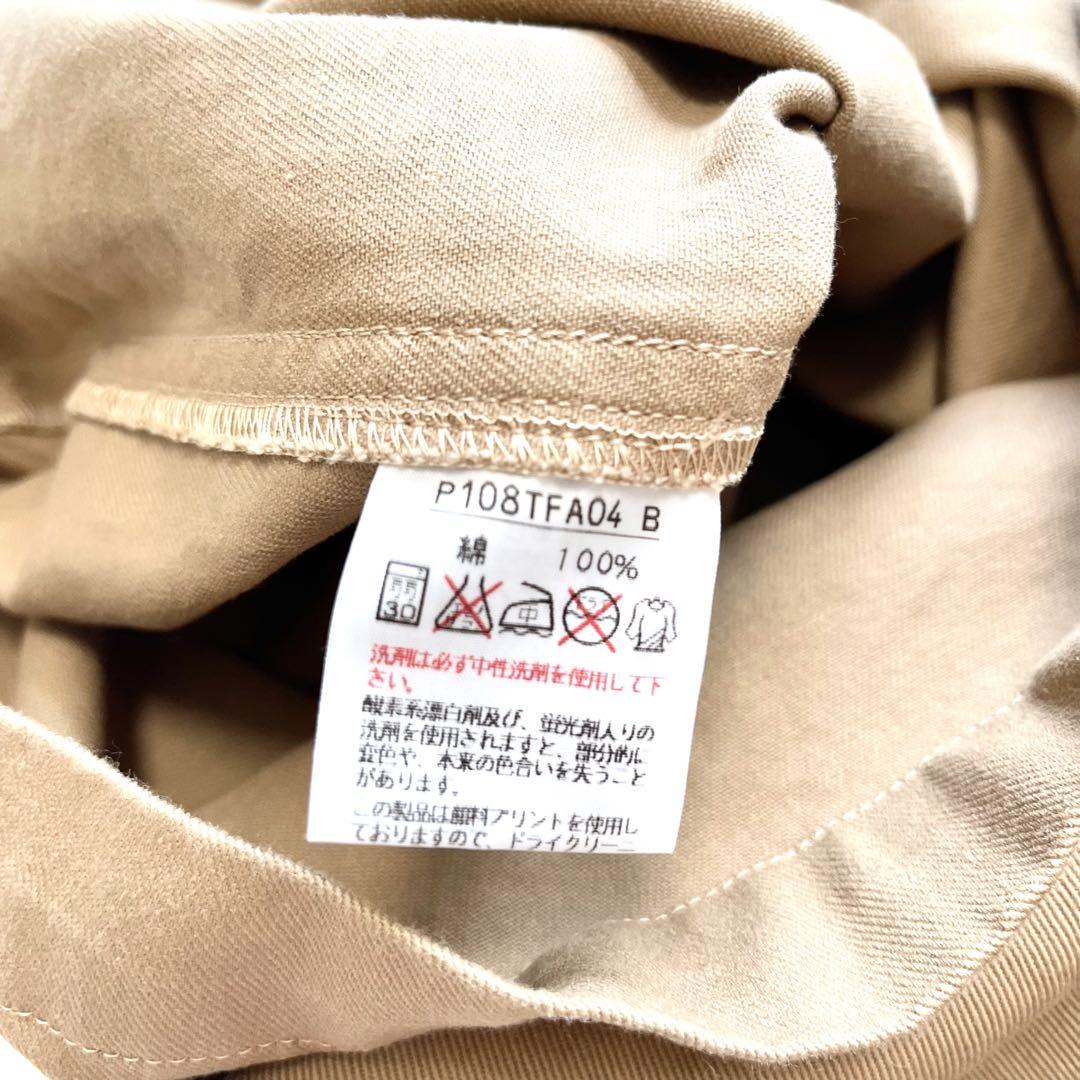 P108TFA04 B
綿 100%
30 中
洗剤は必ず中性洗剤を使用して下
さい。
酸素系漂白剤及び、蛍光剤入りの
洗剤を使用されますと、部分的に
変色や、本来の色合いを失うこと
があります。
この製品は顔料プリントを使用し
ておりますので、ドライクリーニ